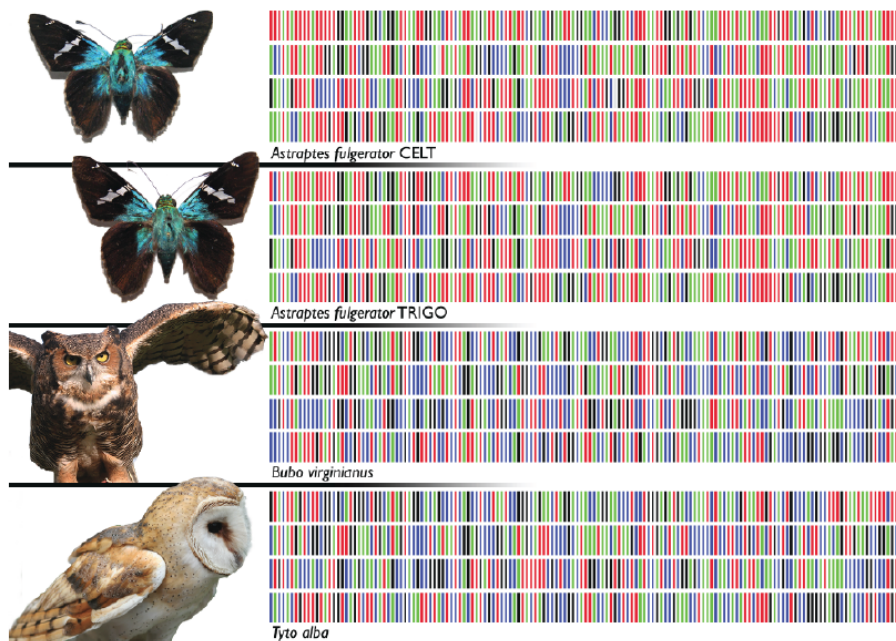 Astraptes fulgerator CELT
Astraptes fulgerator TRIGO
Bubo virginianus
Tyto alba